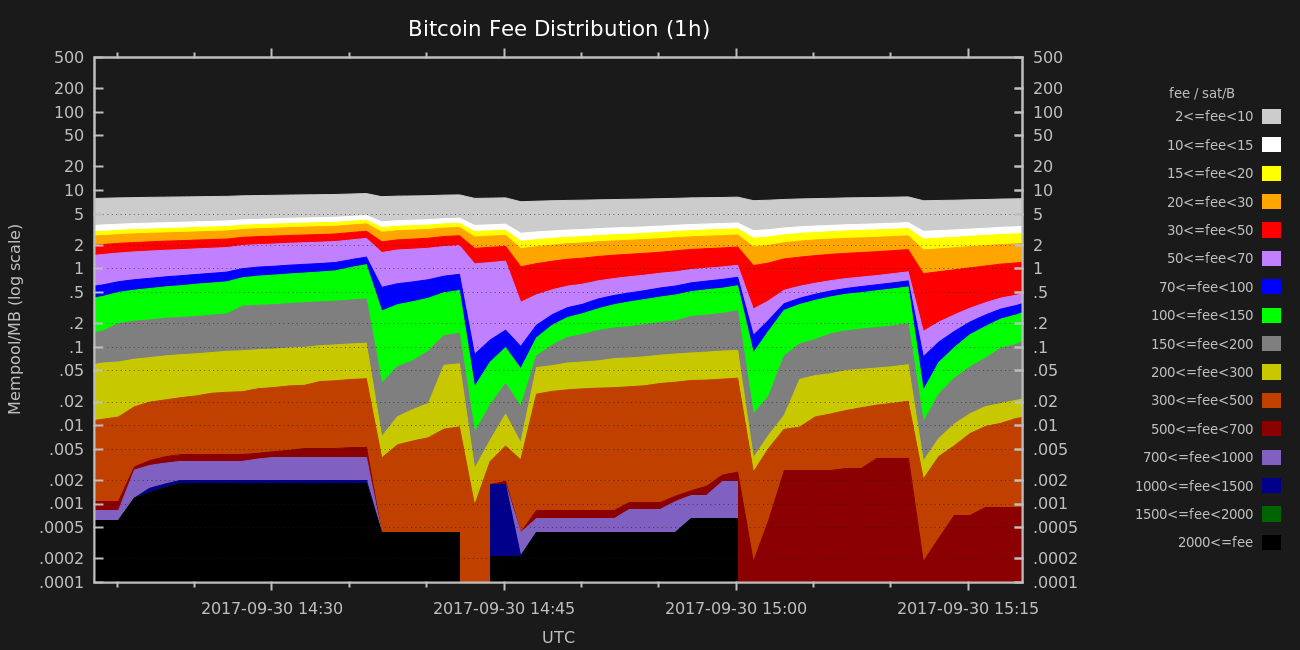 Bitcoin Fee Distribution (1h)
Mempool/MB (log scale)
500 500
200 200
100 100
50 50
20 20
10 10
5 5
2 2
1 1
.5 .5
.2 .2
.1 .1
.05 .05
.02 .02
.01 .01
.005 .005
.002 .002
.001 .001
.0005 .0005
.0002 .0002
.0001 .0001
2017-09-30 14:30 2017-09-30 14:45 2017-09-30 15:00 2017-09-30 15:15
UTC
fee / sat/B
2<=fee<10
10<=fee<15
15<=fee<20
20<=fee<30
30<=fee<50
50<=fee<70
70<=fee<100
100<=fee<150
150<=fee<200
200<=fee<300
300<=fee<500
500<=fee<700
700<=fee<1000
1000<=fee<1500
1500<=fee<2000
2000<=fee